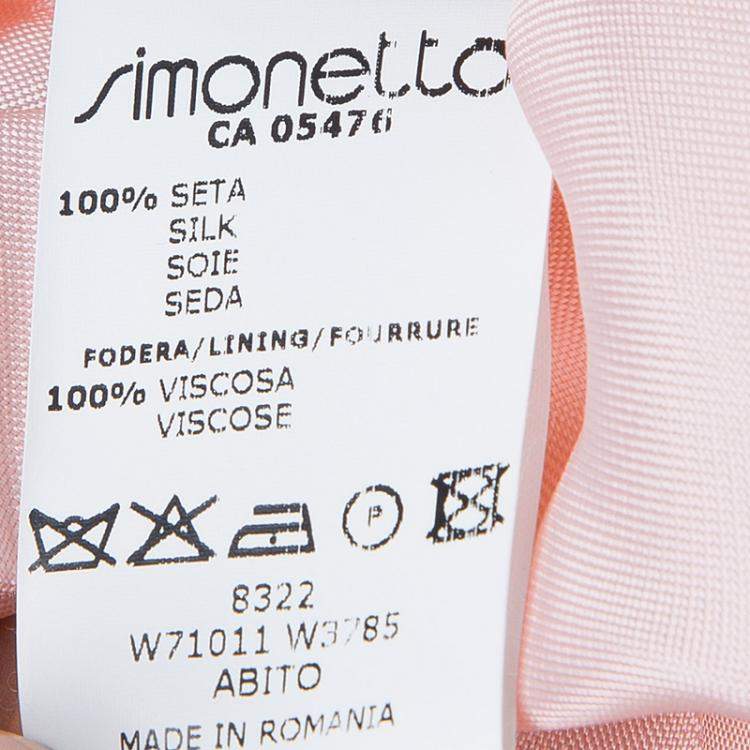 simonetta
CA 05476
100% SETA
SILK
SOIE
SEDA
FODERA/LINING/FOURRURE
100% VISCOSA
VISCOSE
P
8322
W71011 W3785
ABITO
MADE IN ROMANIA